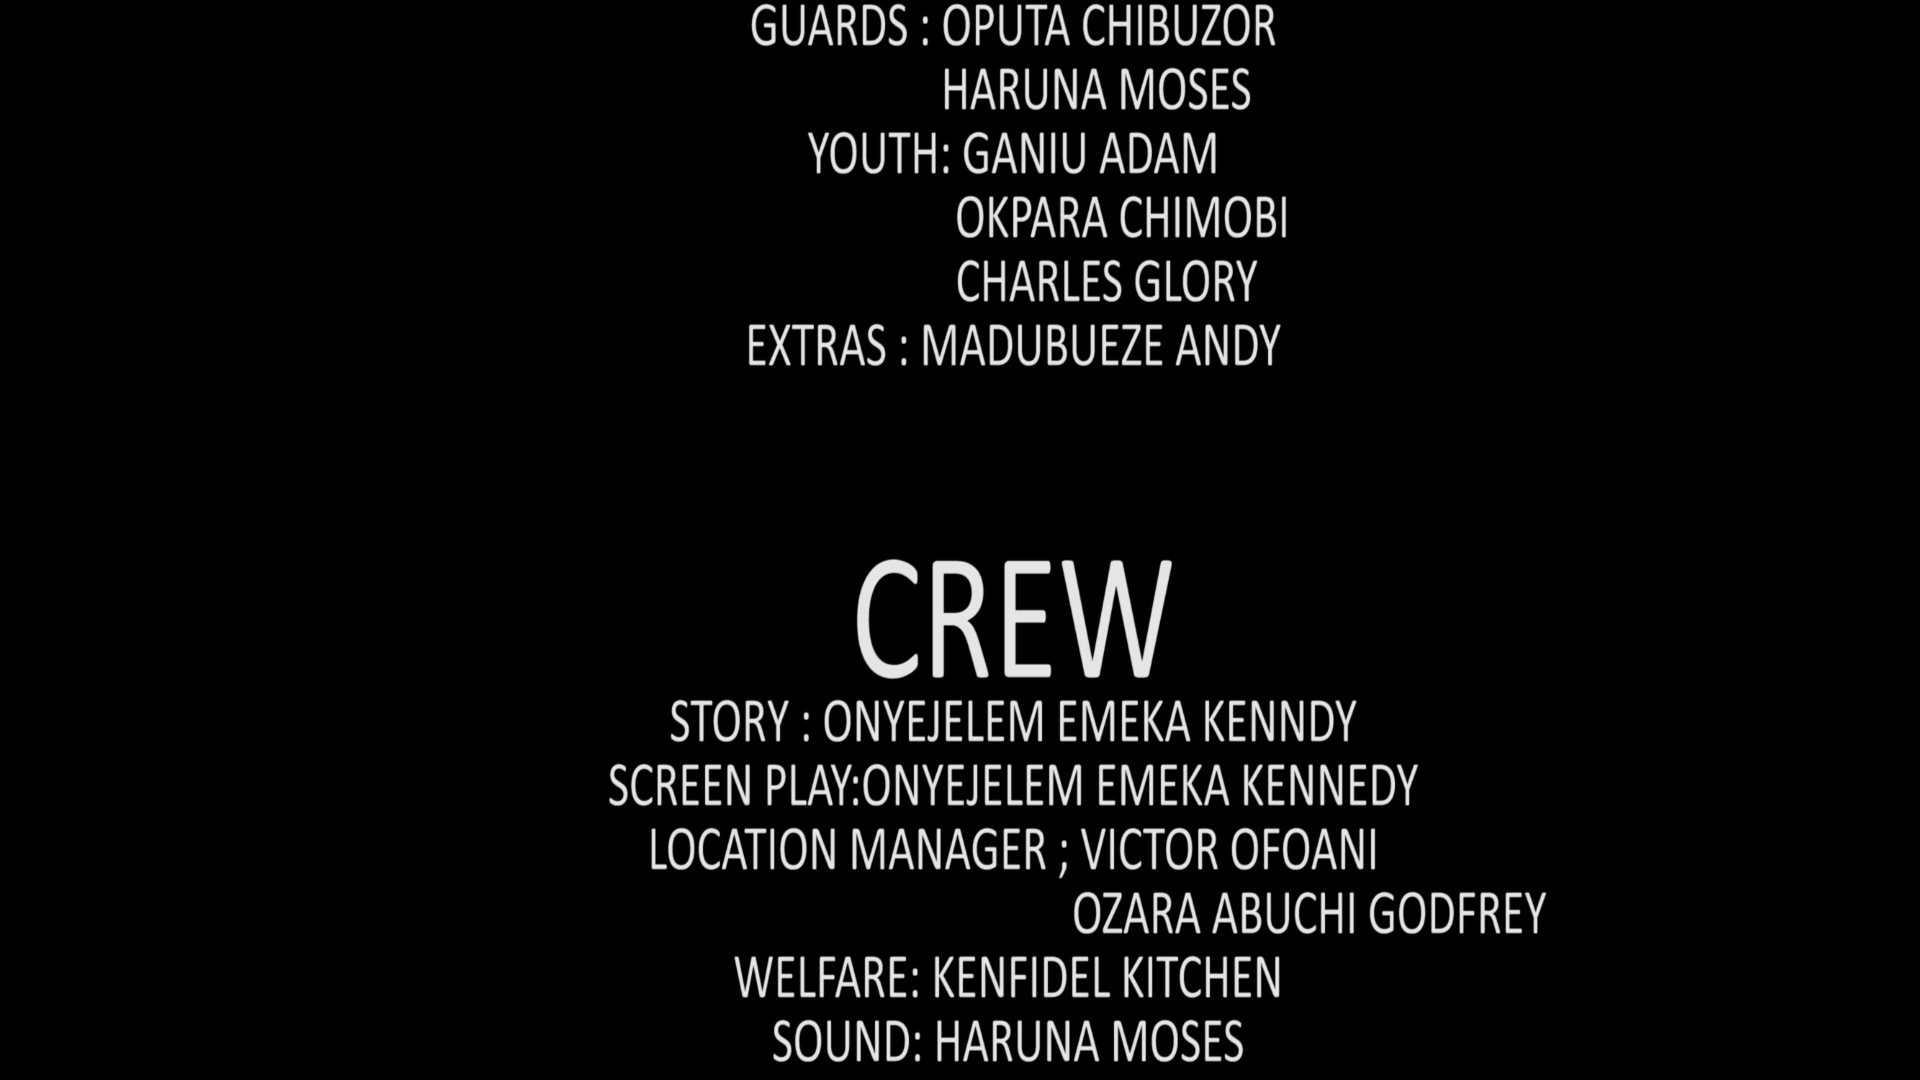 GUARDS : OPUTA CHIBUZOR
HARUNA MOSES
YOUTH: GANIU ADAM
OKPARA CHIMOBI
CHARLES GLORY
EXTRAS : MADUBUEZE ANDY
CREW
STORY : ONYEJELEM EMEKA KENNDY
SCREEN PLAY:ONYEJELEM EMEKA KENNEDY
LOCATION MANAGER ; VICTOR OFOANI
OZARA ABUCHI GODFREY
WELFARE: KENFIDEL KITCHEN
SOUND: HARUNA MOSES